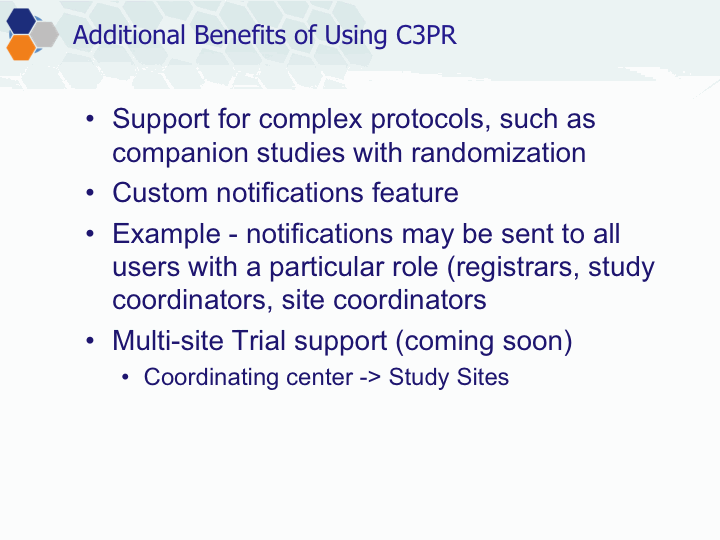 Additional Benefits of Using C3PR
• Support for complex protocols, such as
companion studies with randomization
• Custom notifications feature
• Example - notifications may be sent to all
users with a particular role (registrars, study
coordinators, site coordinators
• Multi-site Trial support (coming soon)
• Coordinating center -> Study Sites